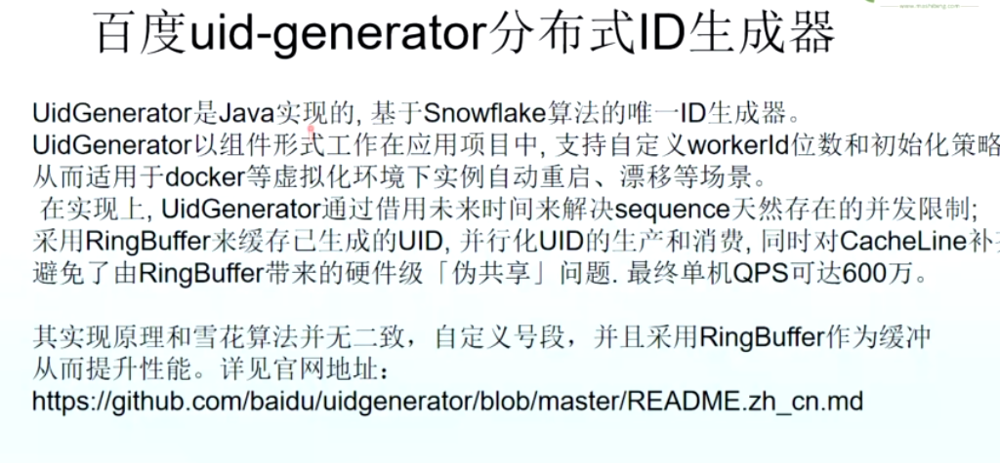 百度uid-generator分布式ID生成器
UidGenerator是Java实现的, 基于Snowflake算法的唯一ID生成器。
UidGenerator以组件形式工作在应用项目中, 支持自定义workerId位数和初始化策略
从而适用于docker等虚拟化环境下实例自动重启、漂移等场景。
在实现上, UidGenerator通过借用未来时间来解决sequence天然存在的并发限制;
采用RingBuffer来缓存已生成的UID, 并行化UID的生产和消费, 同时对CacheLine补
避免了由RingBuffer带来的硬件级「伪共享」问题. 最终单机QPS可达600万。
其实现原理和雪花算法并无二致，自定义号段，并且采用RingBuffer作为缓冲
从而提升性能。详见官网地址：
https://github.com/baidu/uidgenerator/blob/master/README.zh_cn.md